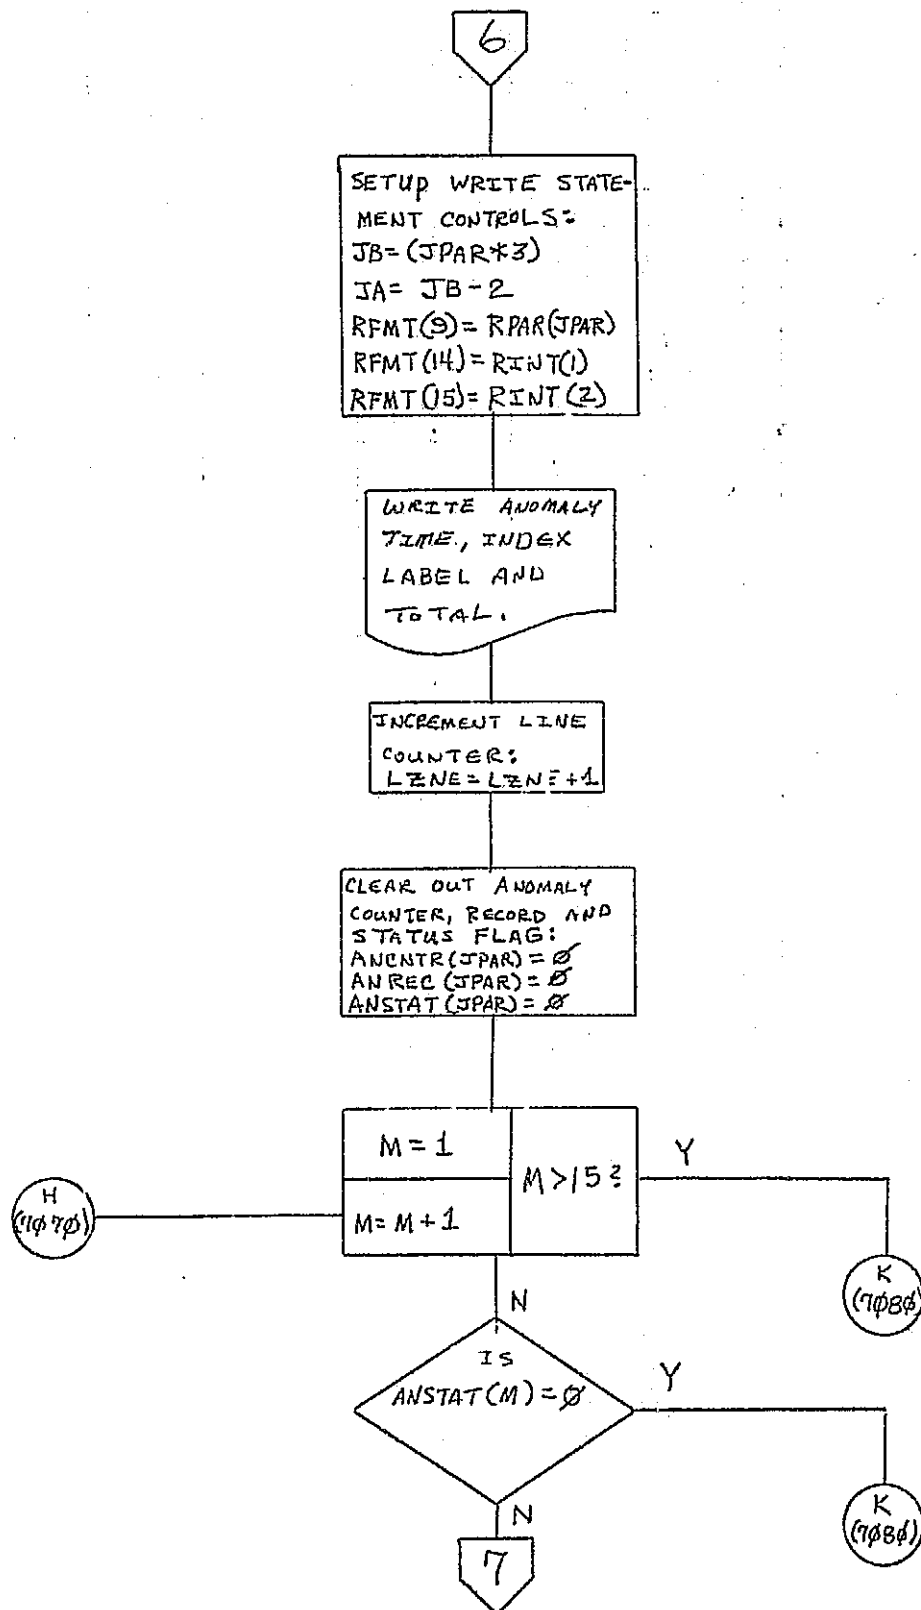 6
SETUP WRITE STATE-
MENT CONTROLS:
JB=(JPAR*3)
JA= JB-2
RFMT(9)=RPAR(JPAR)
RFMT(14)=RINT(1)
RFMT(15)=RINT(2)
WRITE ANOMALY
TIME, INDEX
LABEL AND
TOTAL.
INCREMENT LINE
COUNTER:
LINE=LINE+1
CLEAR OUT ANOMALY
COUNTER, RECORD AND
STATUS FLAG:
ANCNTR(JPAR)=Ø
ANREC(JPAR)=Ø
ANSTAT(JPAR)=Ø
M=1
M>15?
Y
M=M+1
H
(7Ø7Ø)
K
(7Ø8Ø)
N
IS
ANSTAT(M)=Ø
Y
K
(7Ø8Ø)
N
7